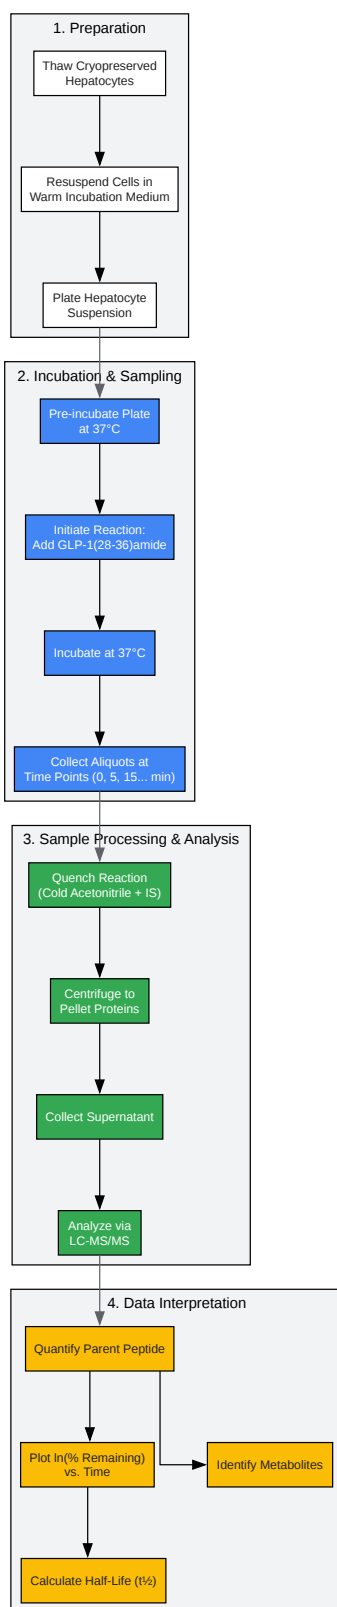 1. Preparation
Thaw Cryopreserved
Hepatocytes
Resuspend Cells in
Warm Incubation Medium
Plate Hepatocyte
Suspension
2. Incubation & Sampling
Pre-incubate Plate
at 37°C
Initiate Reaction:
Add GLP-1(28-36)amide
Incubate at 37°C
Collect Aliquots at
Time Points (0, 5, 15... min)
3. Sample Processing & Analysis
Quench Reaction
(Cold Acetonitrile + IS)
Centrifuge to
Pellet Proteins
Collect Supernatant
Analyze via
LC-MS/MS
4. Data Interpretation
Quantify Parent Peptide
Plot ln(% Remaining)
vs. Time
Identify Metabolites
Calculate Half-Life (t½)